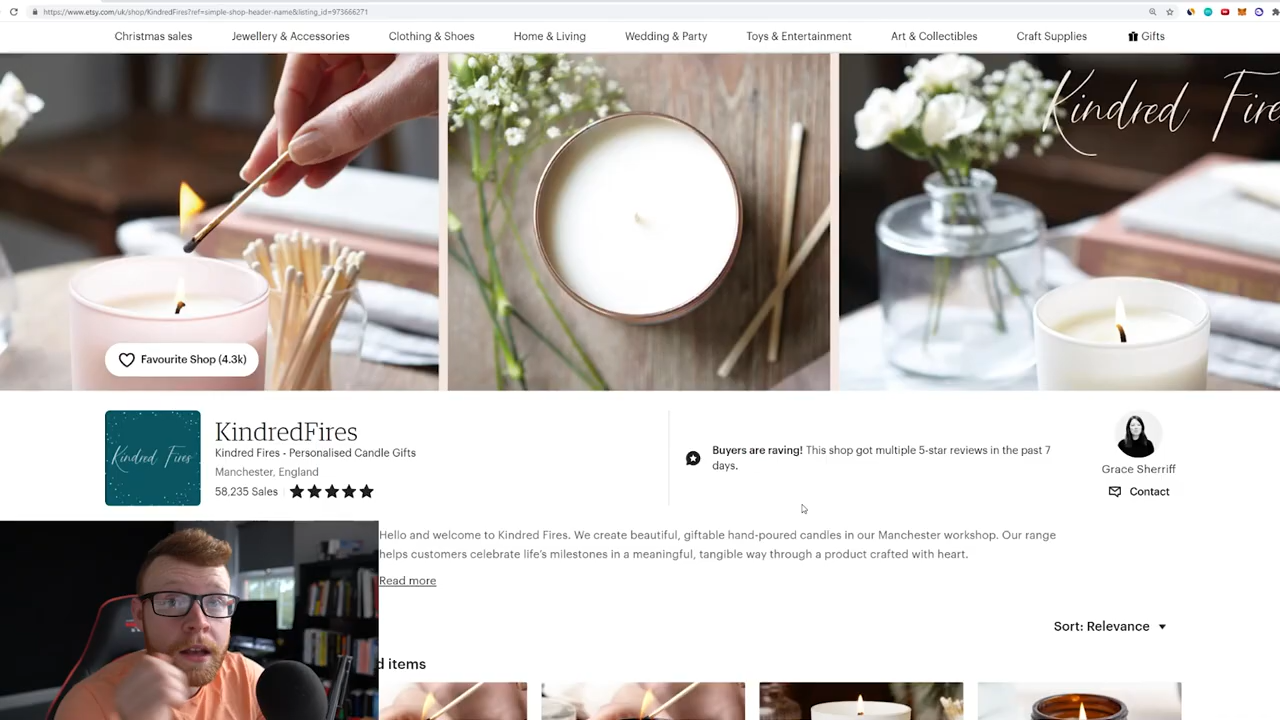 https://www.etsy.com/uk/shop/KindredFires?ref=simple-shop-header-name&listing_id=973666271
Christmas sales
Jewellery & Accessories
Clothing & Shoes
Home & Living
Wedding & Party
Toys & Entertainment
Art & Collectibles
Craft Supplies
Gifts
Kindred Fire
Favourite Shop (4.3k)
Kindred Fires
KindredFires
Kindred Fires - Personalised Candle Gifts
Manchester, England
58,235 Sales
Buyers are raving! This shop got multiple 5-star reviews in the past 7
days.
Grace Sherriff
Contact
Hello and welcome to Kindred Fires. We create beautiful, giftable hand-poured candles in our Manchester workshop. Our range
helps customers celebrate life's milestones in a meaningful, tangible way through a product crafted with heart.
Read more
Sort: Relevance
d items